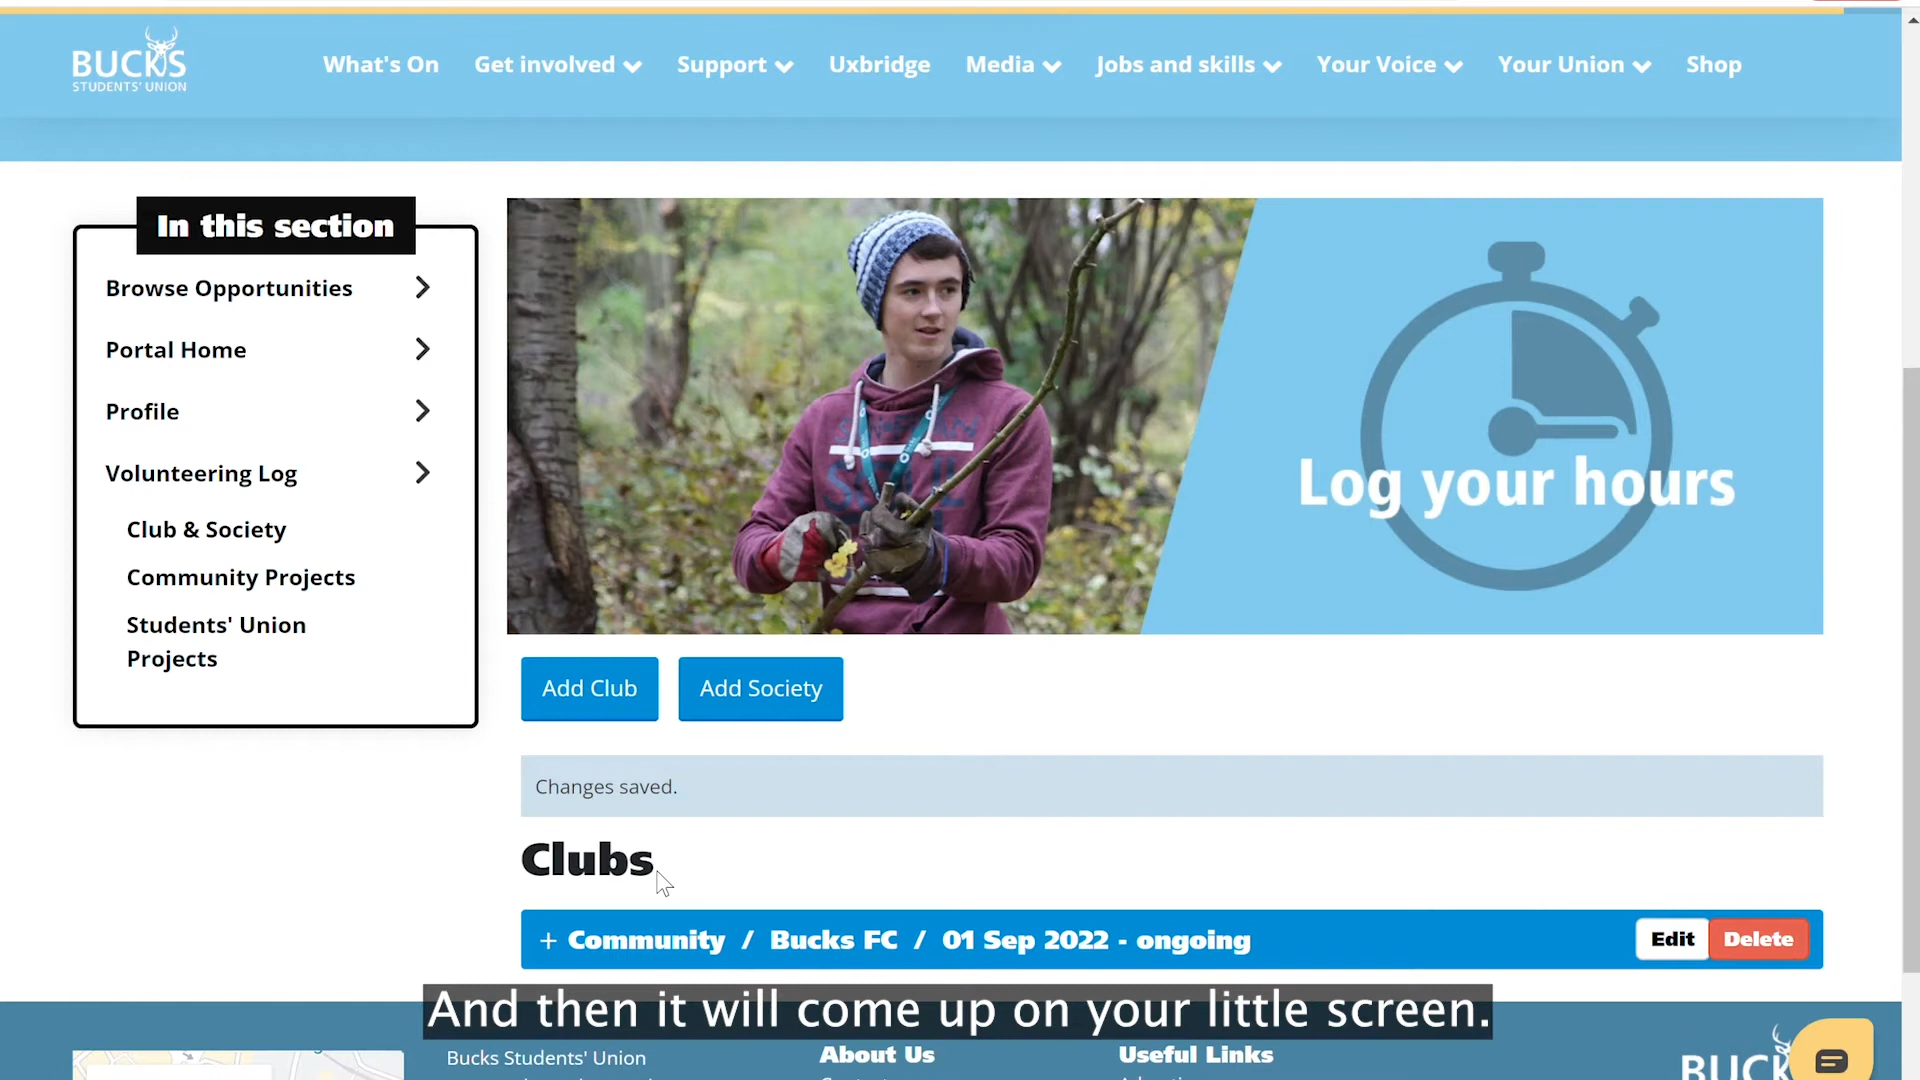 BUCKS
STUDENTS' UNION
What's On
Get involved
Support
Uxbridge
Media
Jobs and skills
Your Voice
Your Union
Shop
In this section
Browse Opportunities
Portal Home
Profile
Volunteering Log
Club & Society
Community Projects
Students' Union
Projects
Log your hours
Add Club
Add Society
Changes saved.
Clubs
+ Community / Bucks FC / 01 Sep 2022 - ongoing
Edit
Delete
And then it will come up on your little screen.
Bucks Students' Union
About Us
Useful Links